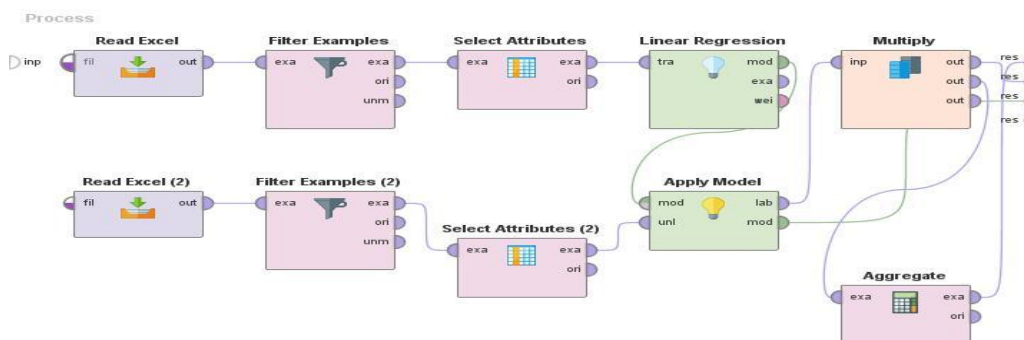 Process
Read Excel
Filter Examples
Select Attributes
Linear Regression
Multiply
inp
fil
out
exa
exa
ori
unm
exa
exa
ori
tra
mod
exa
wei
inp
out
out
out
res
res
res
res
Read Excel (2)
Filter Examples (2)
Select Attributes (2)
Apply Model
fil
out
exa
exa
ori
unm
exa
exa
ori
mod
unl
lab
mod
Aggregate
exa
exa
ori